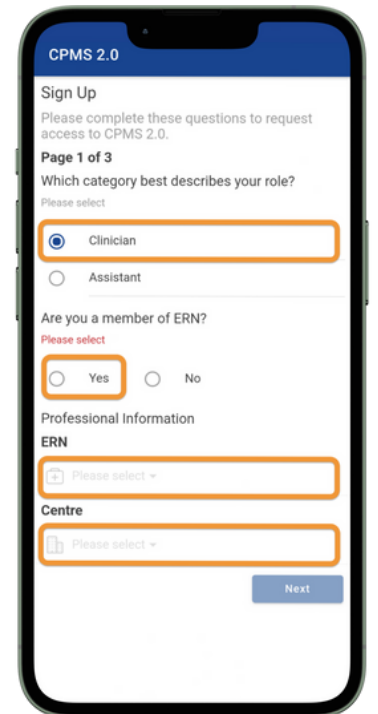 CPMS 2.0
Sign Up
Please complete these questions to request
access to CPMS 2.0.
Page 1 of 3
Which category best describes your role?
Please select
Clinician
Assistant
Are you a member of ERN?
Please select
Yes No
Professional Information
ERN
Please select
Centre
Please select
Next